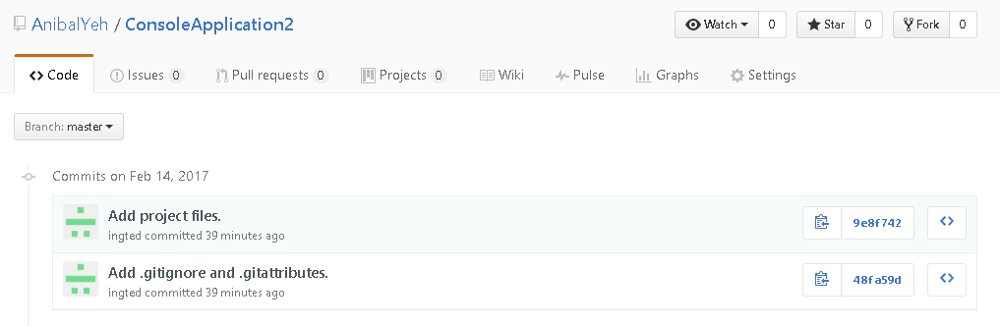 AnibalYeh / ConsoleApplication2
Watch 0 Star 0 Fork 0
Code Issues 0 Pull requests 0 Projects 0 Wiki Pulse Graphs Settings
Branch: master
Commits on Feb 14, 2017
Add project files.
ingted committed 39 minutes ago
9e8f742
Add .gitignore and .gitattributes.
ingted committed 39 minutes ago
48fa59d